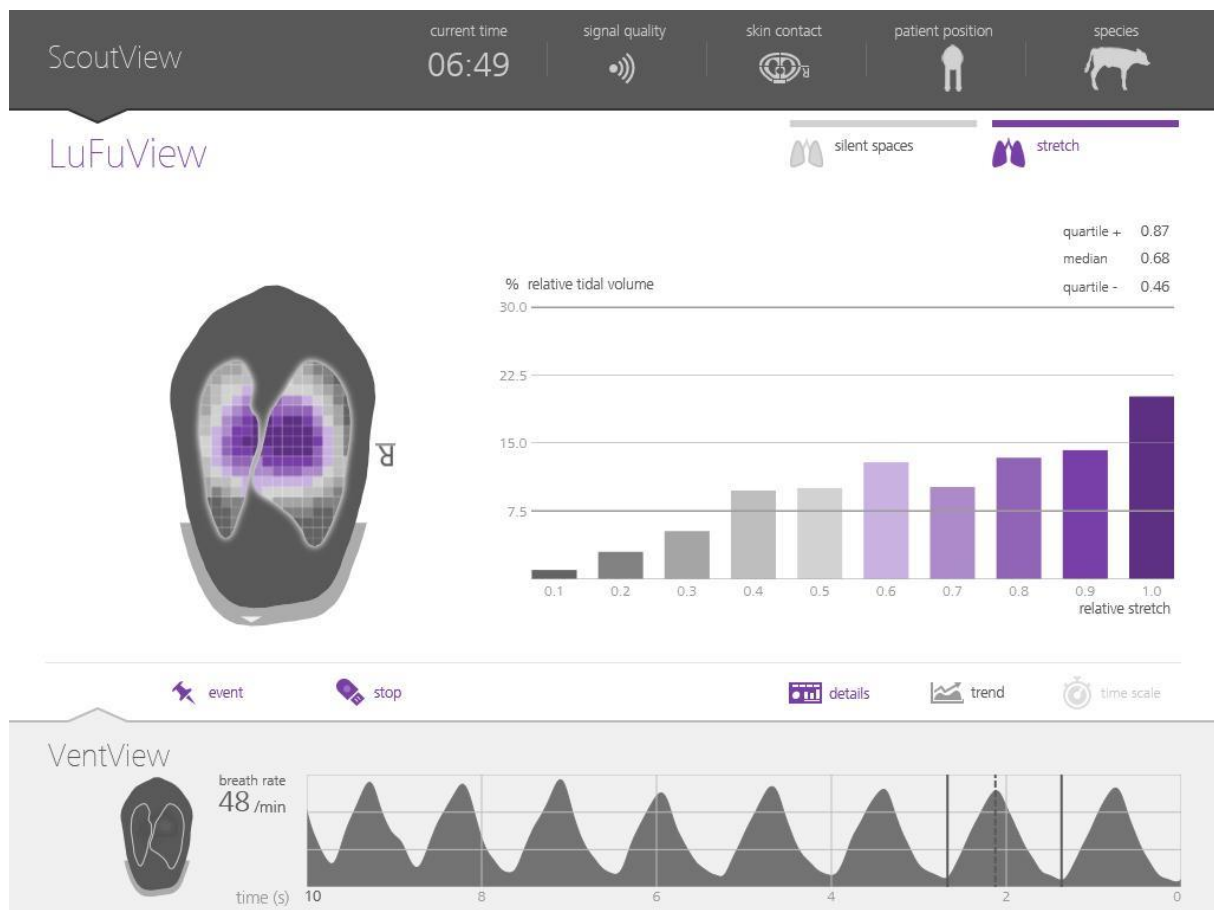 ScoutView
current time
06:49
signal quality
skin contact
R
patient position
species
LuFuView
silent spaces
stretch
quartile + 0.87
median 0.68
quartile - 0.46
% relative tidal volume
30.0
22.5
15.0
7.5
R
0.1 0.2 0.3 0.4 0.5 0.6 0.7 0.8 0.9 1.0
relative stretch
event
stop
details
trend
time scale
VentView
breath rate
48 /min
time (s) 10 8 6 4 2 0